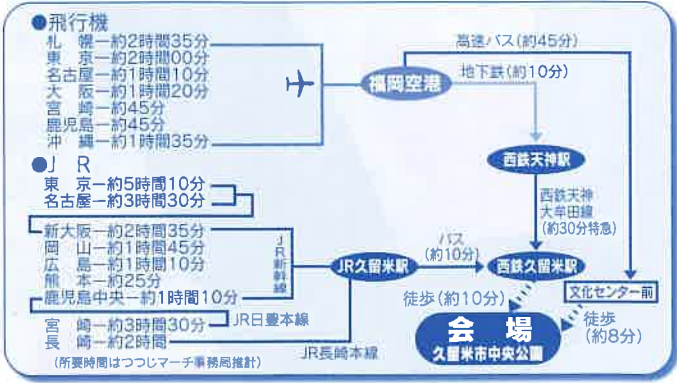 ●飛行機
札　幌ー約2時間35分
東　京ー約2時間00分
名古屋ー約1時間10分
大　阪ー約1時間20分
宮　崎ー約45分
鹿児島ー約45分
沖　縄ー約1時間35分
福岡空港
高速バス(約45分)
地下鉄(約10分)
西鉄天神駅
西鉄天神
大牟田線
(約30分特急)
●J　R
東　京ー約5時間10分
名古屋ー約3時間30分
新大阪ー約2時間35分
岡　山ー約1時間45分
広　島ー約1時間10分
熊　本ー約25分
鹿児島中央ー約1時間10分
宮　崎ー約3時間30分
長　崎ー約2時間
JR新幹線
JR日豊本線
JR長崎本線
JR久留米駅
バス
(約10分)
西鉄久留米駅
文化センター前
徒歩(約10分)
徒歩
(約8分)
会　場
久留米市中央公園
(所要時間はつつじマーチ事務局推計)